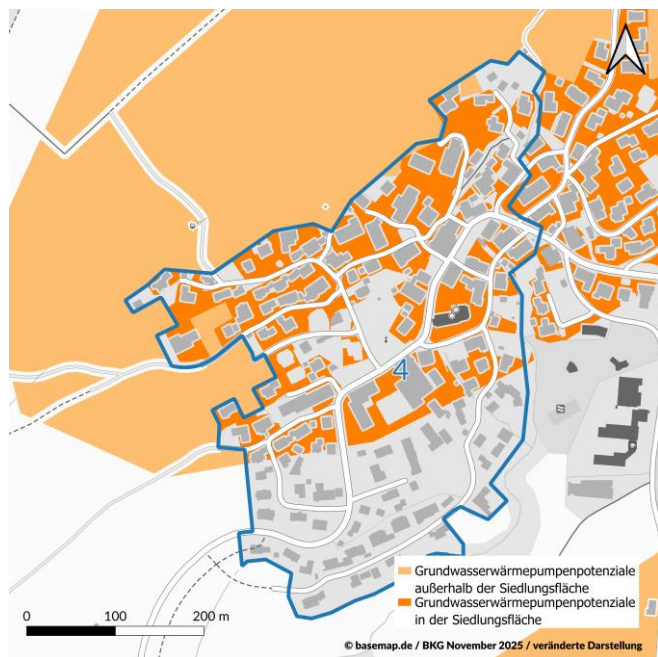 4
Grundwasserwärmepumpenpotenziale
außerhalb der Siedlungsfläche
Grundwasserwärmepumpenpotenziale
in der Siedlungsfläche
0 100 200 m
© basemap.de / BKG November 2025 / veränderte Darstellung